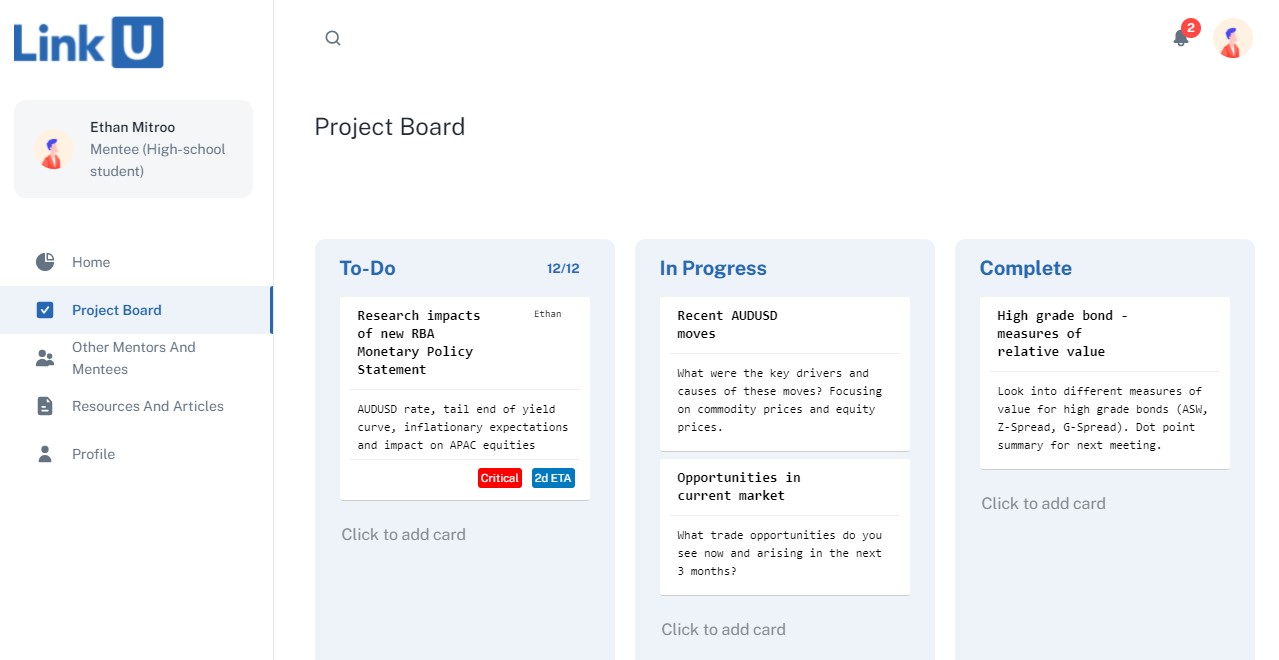 Link U
2
Ethan Mitroo
Mentee (High-school
student)
Home
Project Board
Other Mentors And
Mentees
Resources And Articles
Profile
Project Board
To-Do 12/12
Research impacts Ethan
of new RBA
Monetary Policy
Statement
AUDUSD rate, tail end of yield
curve, inflationary expectations
and impact on APAC equities
Critical 2d ETA
Click to add card
In Progress
Recent AUDUSD
moves
What were the key drivers and
causes of these moves? Focusing
on commodity prices and equity
prices.
Opportunities in
current market
What trade opportunities do you
see now and arising in the next
3 months?
Click to add card
Complete
High grade bond -
measures of
relative value
Look into different measures of
value for high grade bonds (ASW,
Z-Spread, G-Spread). Dot point
summary for next meeting.
Click to add card